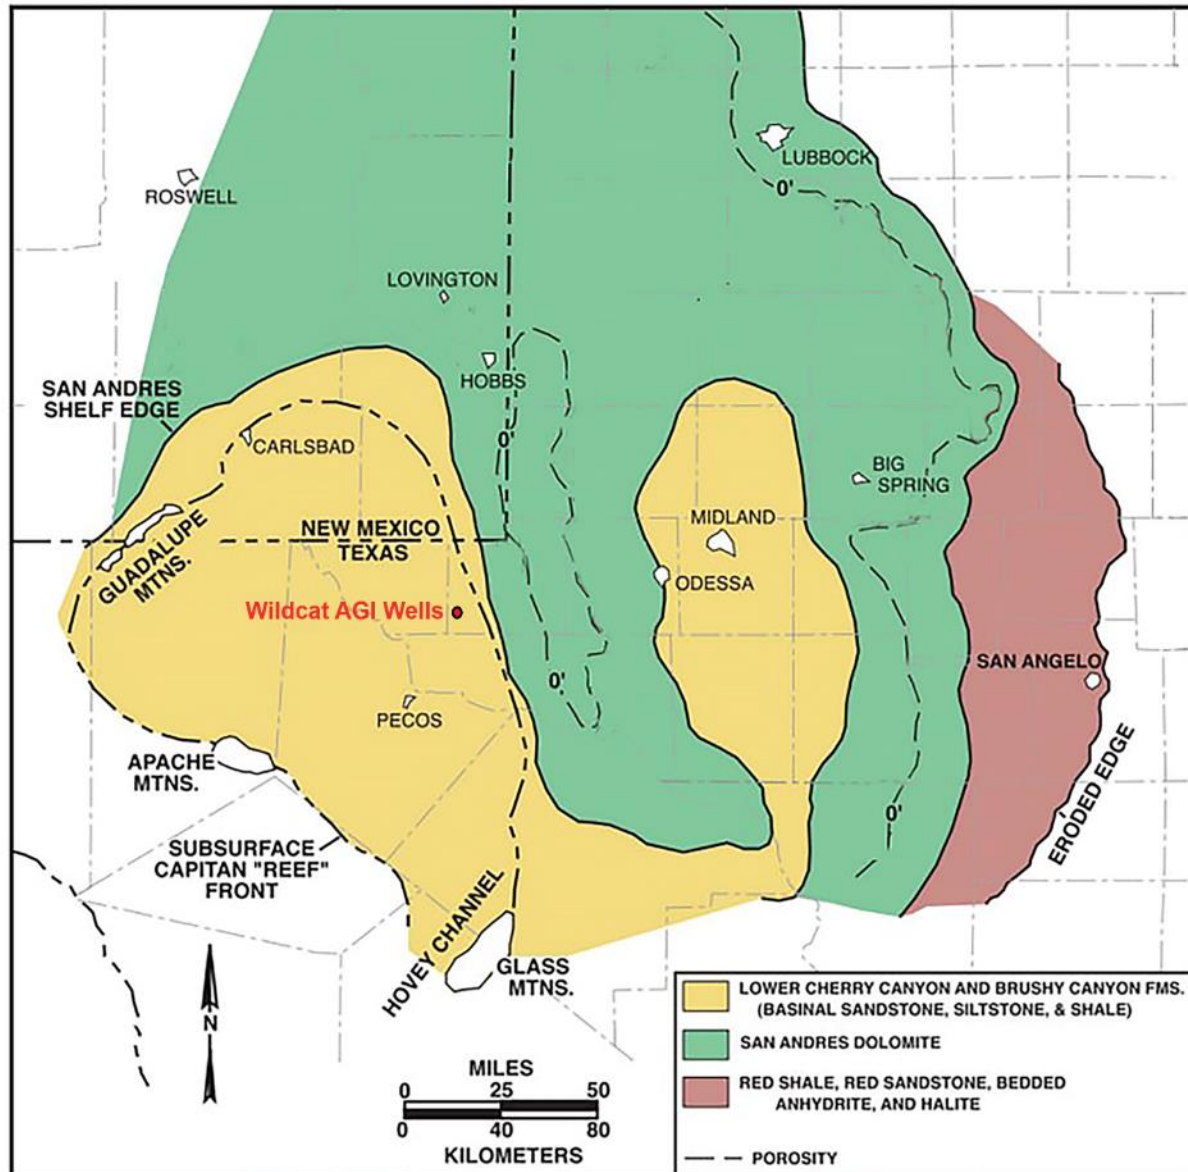 LUBBOCK
0'
ROSWELL
LOVINGTON
HOBBS
SAN ANDRES
SHELF EDGE
CARLSBAD
0'
BIG
SPRING
MIDLAND
NEW MEXICO
TEXAS
GUADALUPE
MTNS.
ODESSA
Wildcat AGI Wells
SAN ANGELO
0'
PECOS
APACHE
MTNS.
SUBSURFACE
CAPITAN "REEF"
FRONT
0'
ERODED EDGE
HOVEY CHANNEL
GLASS
MTNS.
N
MILES
0 25 50
0 40 80
KILOMETERS
LOWER CHERRY CANYON AND BRUSHY CANYON FMS.
(BASINAL SANDSTONE, SILTSTONE, & SHALE)
SAN ANDRES DOLOMITE
RED SHALE, RED SANDSTONE, BEDDED
ANHYDRITE, AND HALITE
POROSITY